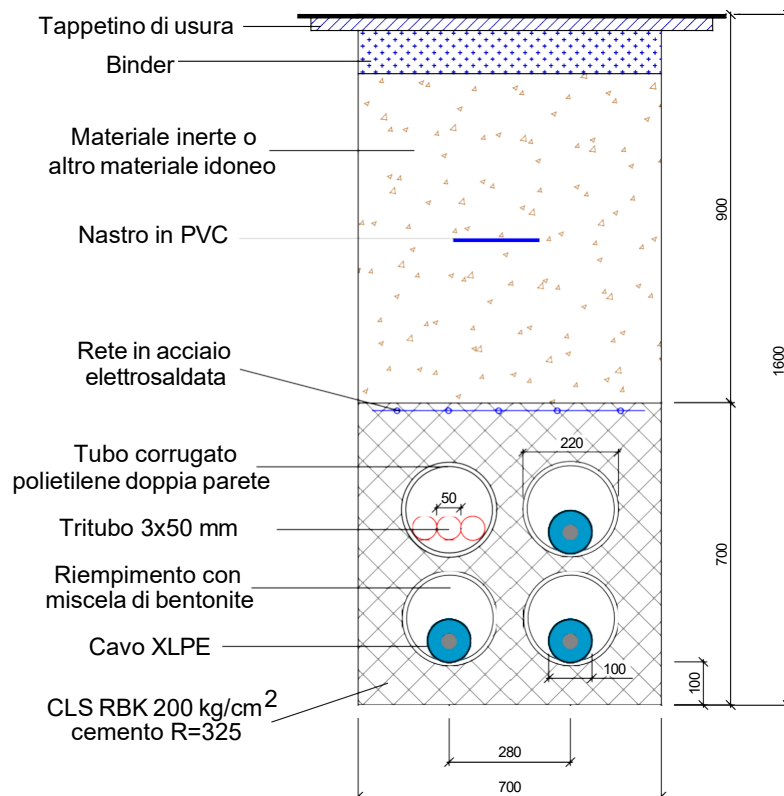 Tappetino di usura
Binder
Materiale inerte o
altro materiale idoneo
Nastro in PVC
Rete in acciaio
elettrosaldata
Tubo corrugato
polietilene doppia parete
Tritubo 3x50 mm
Riempimento con
miscela di bentonite
Cavo XLPE
CLS RBK 200 kg/cm2
cemento R=325
50
220
100
100
280
700
900
700
1600